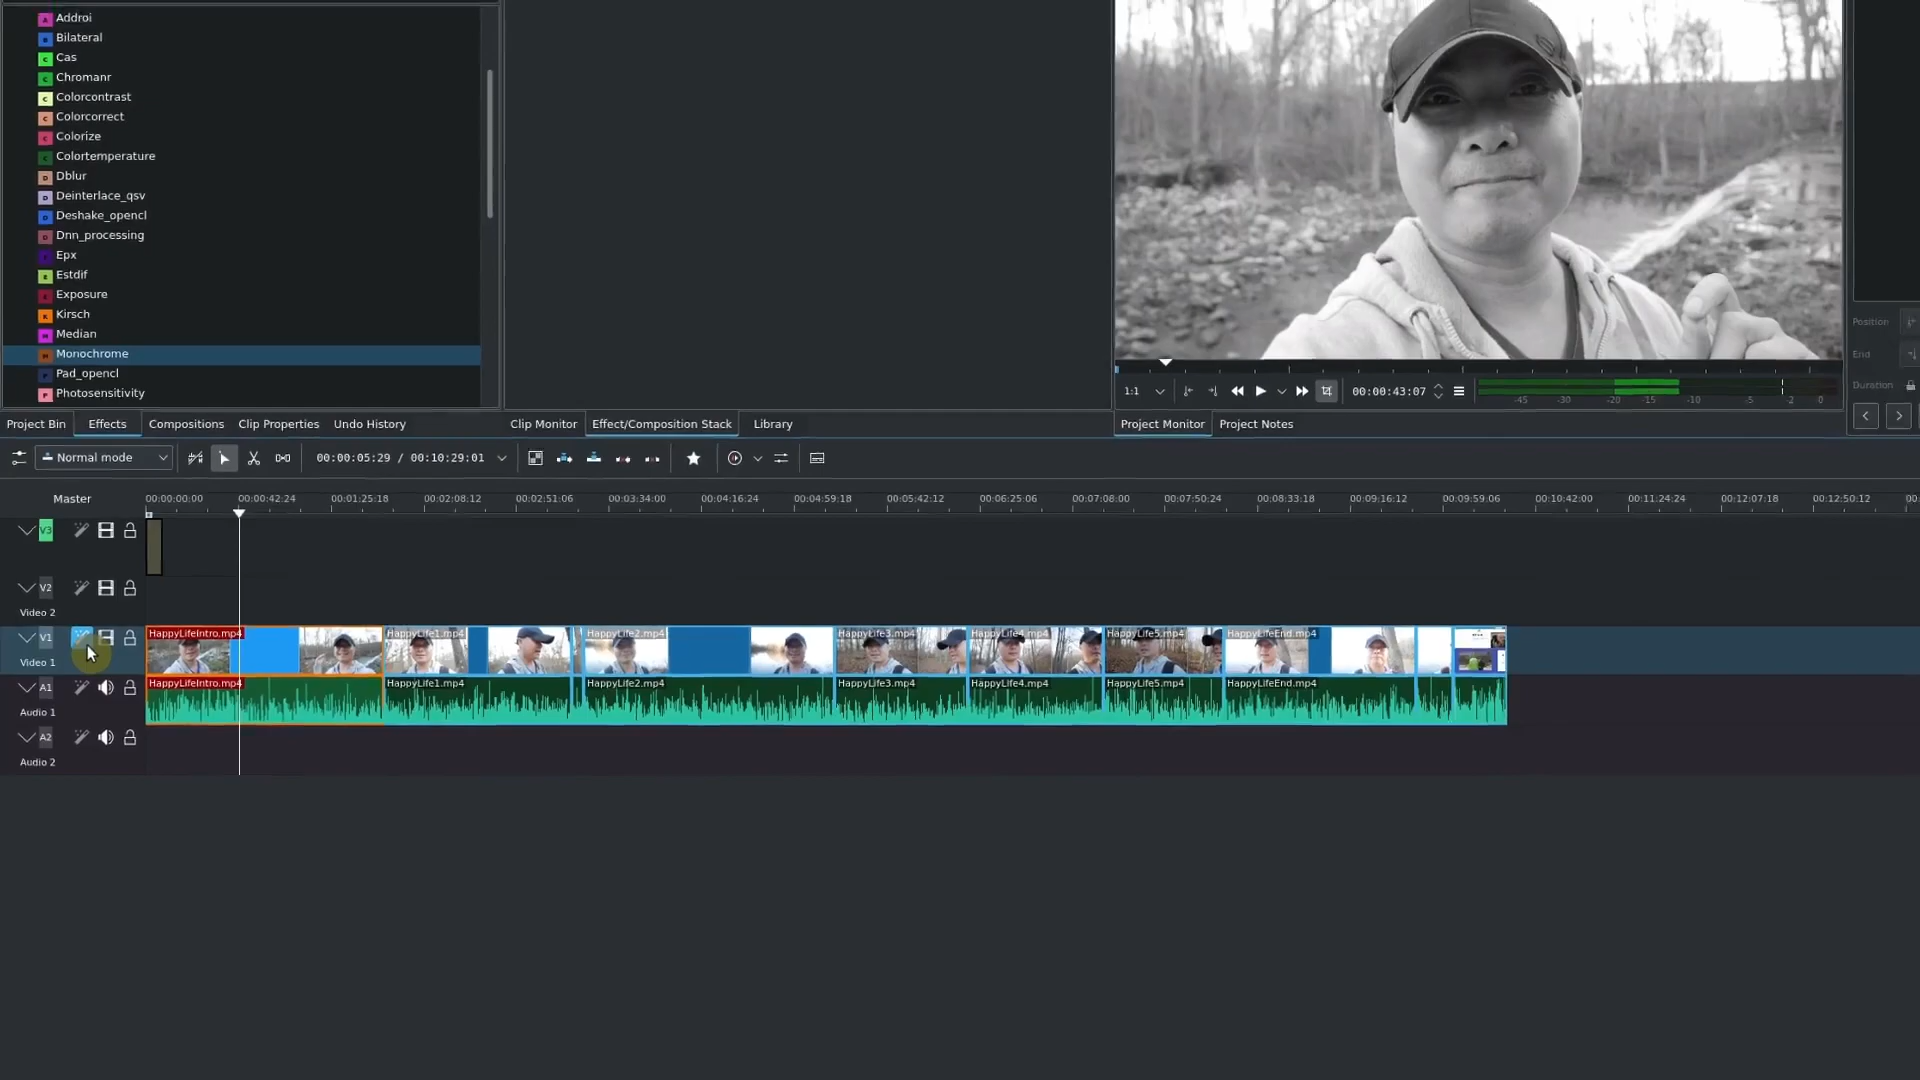 Addroi
Bilateral
Cas
Chromanr
Colorcontrast
Colorcorrect
Colorize
Colortemperature
Dblur
Deinterlace_qsv
Deshake_opencl
Dnn_processing
Epx
Estdif
Exposure
Kirsch
Median
Monochrome
Pad_opencl
Photosensitivity
Position
End
Duration
1:1
00:00:43:07
-45 -30 -20 -15 -10 -5 -2 0
Project Bin Effects Compositions Clip Properties Undo History
Clip Monitor Effect/Composition Stack Library
Project Monitor Project Notes
Normal mode
00:00:05:29 / 00:10:29:01
Master
00:00:00:00 00:00:42:24 00:01:25:18 00:02:08:12 00:02:51:06 00:03:34:00 00:04:16:24 00:04:59:18 00:05:42:12 00:06:25:06 00:07:08:00 00:07:50:24 00:08:33:18 00:09:16:12 00:09:59:06 00:10:42:00 00:11:24:24 00:12:07:18 00:12:50:12
V3
V2
Video 2
V1
Video 1
HappyLifeIntro.mp4 HappyLife1.mp4 HappyLife2.mp4 HappyLife3.mp4 HappyLife4.mp4 HappyLife5.mp4 HappyLifeEnd.mp4
A1
Audio 1
HappyLifeIntro.mp4 HappyLife1.mp4 HappyLife2.mp4 HappyLife3.mp4 HappyLife4.mp4 HappyLife5.mp4 HappyLifeEnd.mp4
A2
Audio 2